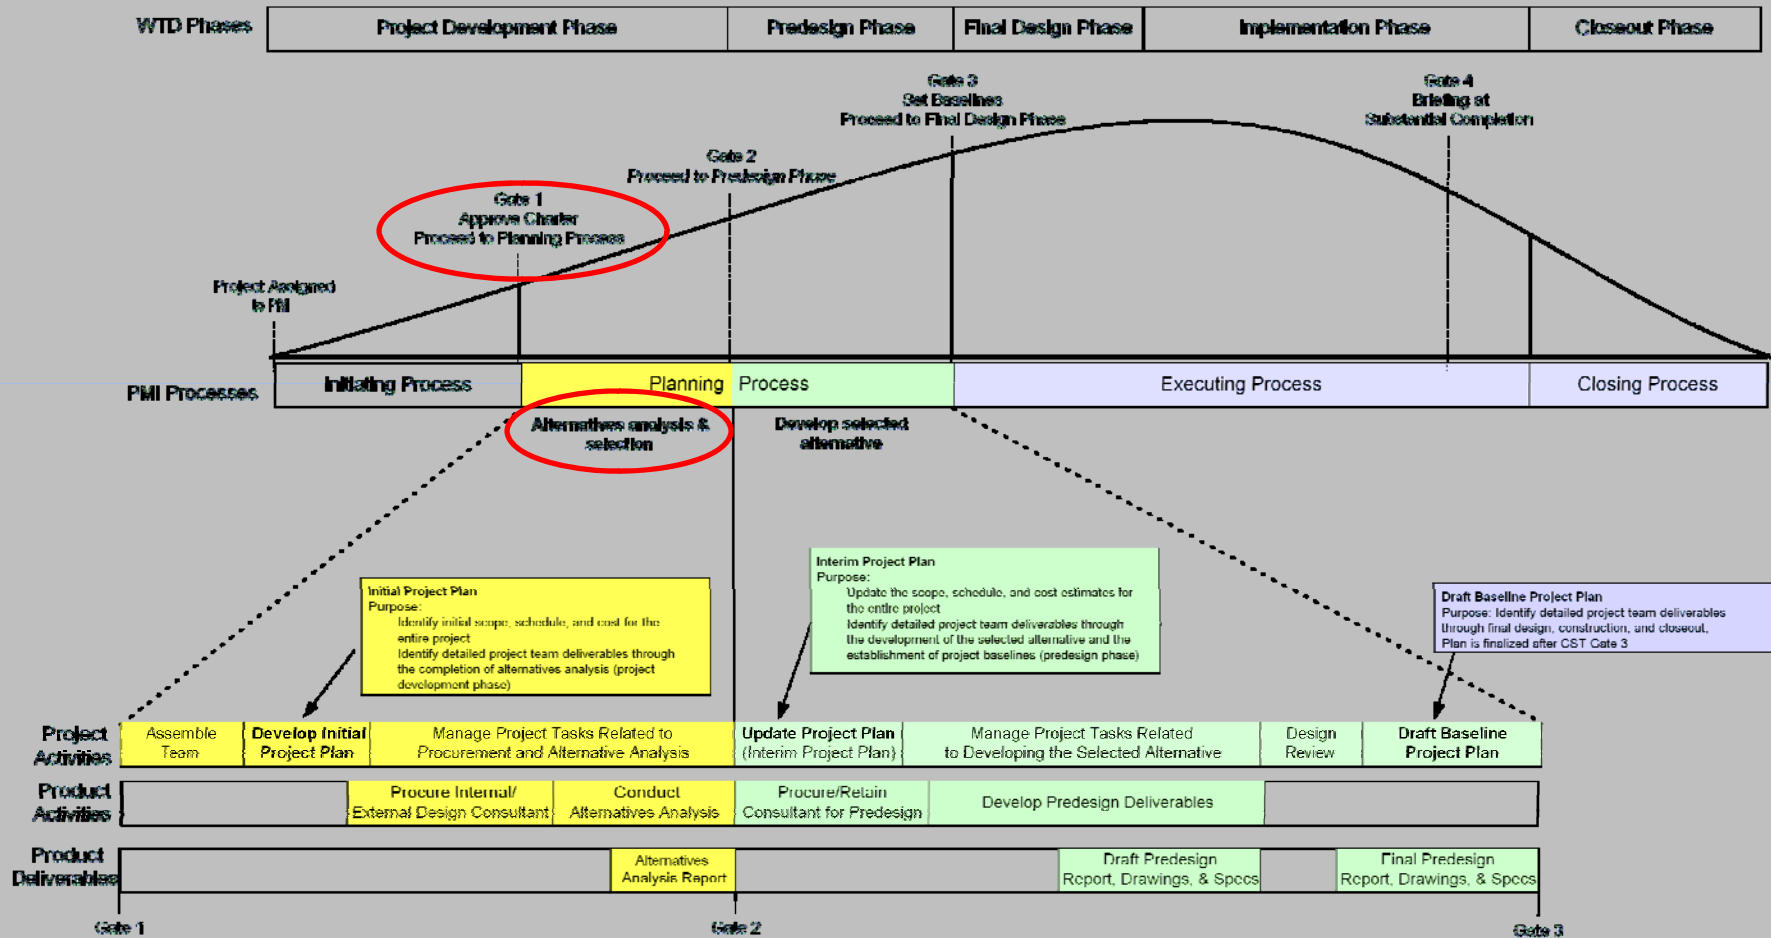 WTD Phases
Project Development Phase
Predesign Phase
Final Design Phase
Implementation Phase
Closeout Phase
Gate 3
Set Baselines
Proceed to Final Design Phase
Gate 4
Briefing at
Substantial Completion
Gate 2
Proceed to Predesign Phase
Gate 1
Approve Charter
Proceed to Planning Process
Project Assigned
to PM
PMI Processes
Initiating Process
Planning Process
Executing Process
Closing Process
Alternatives analysis &
selection
Develop selected
alternative
Initial Project Plan
Purpose:
Identify initial scope, schedule, and cost for the
entire project
Identify detailed project team deliverables through
the completion of alternatives analysis (project
development phase)
Interim Project Plan
Purpose:
Update the scope, schedule, and cost estimates for
the entire project
Identify detailed project team deliverables through
the development of the selected alternative and the
establishment of project baselines (predesign phase)
Draft Baseline Project Plan
Purpose: Identify detailed project team deliverables
through final design, construction, and closeout,
Plan is finalized after CST Gate 3
Project
Activities
Assemble
Team
Develop Initial
Project Plan
Manage Project Tasks Related to
Procurement and Alternative Analysis
Update Project Plan
(Interim Project Plan)
Manage Project Tasks Related
to Developing the Selected Alternative
Design
Review
Draft Baseline
Project Plan
Product
Activities
Procure Internal/
External Design Consultant
Conduct
Alternatives Analysis
Procure/Retain
Consultant for Predesign
Develop Predesign Deliverables
Product
Deliverables
Alternatives
Analysis Report
Draft Predesign
Report, Drawings, & Specs
Final Predesign
Report, Drawings, & Specs
Gate 1
Gate 2
Gate 3